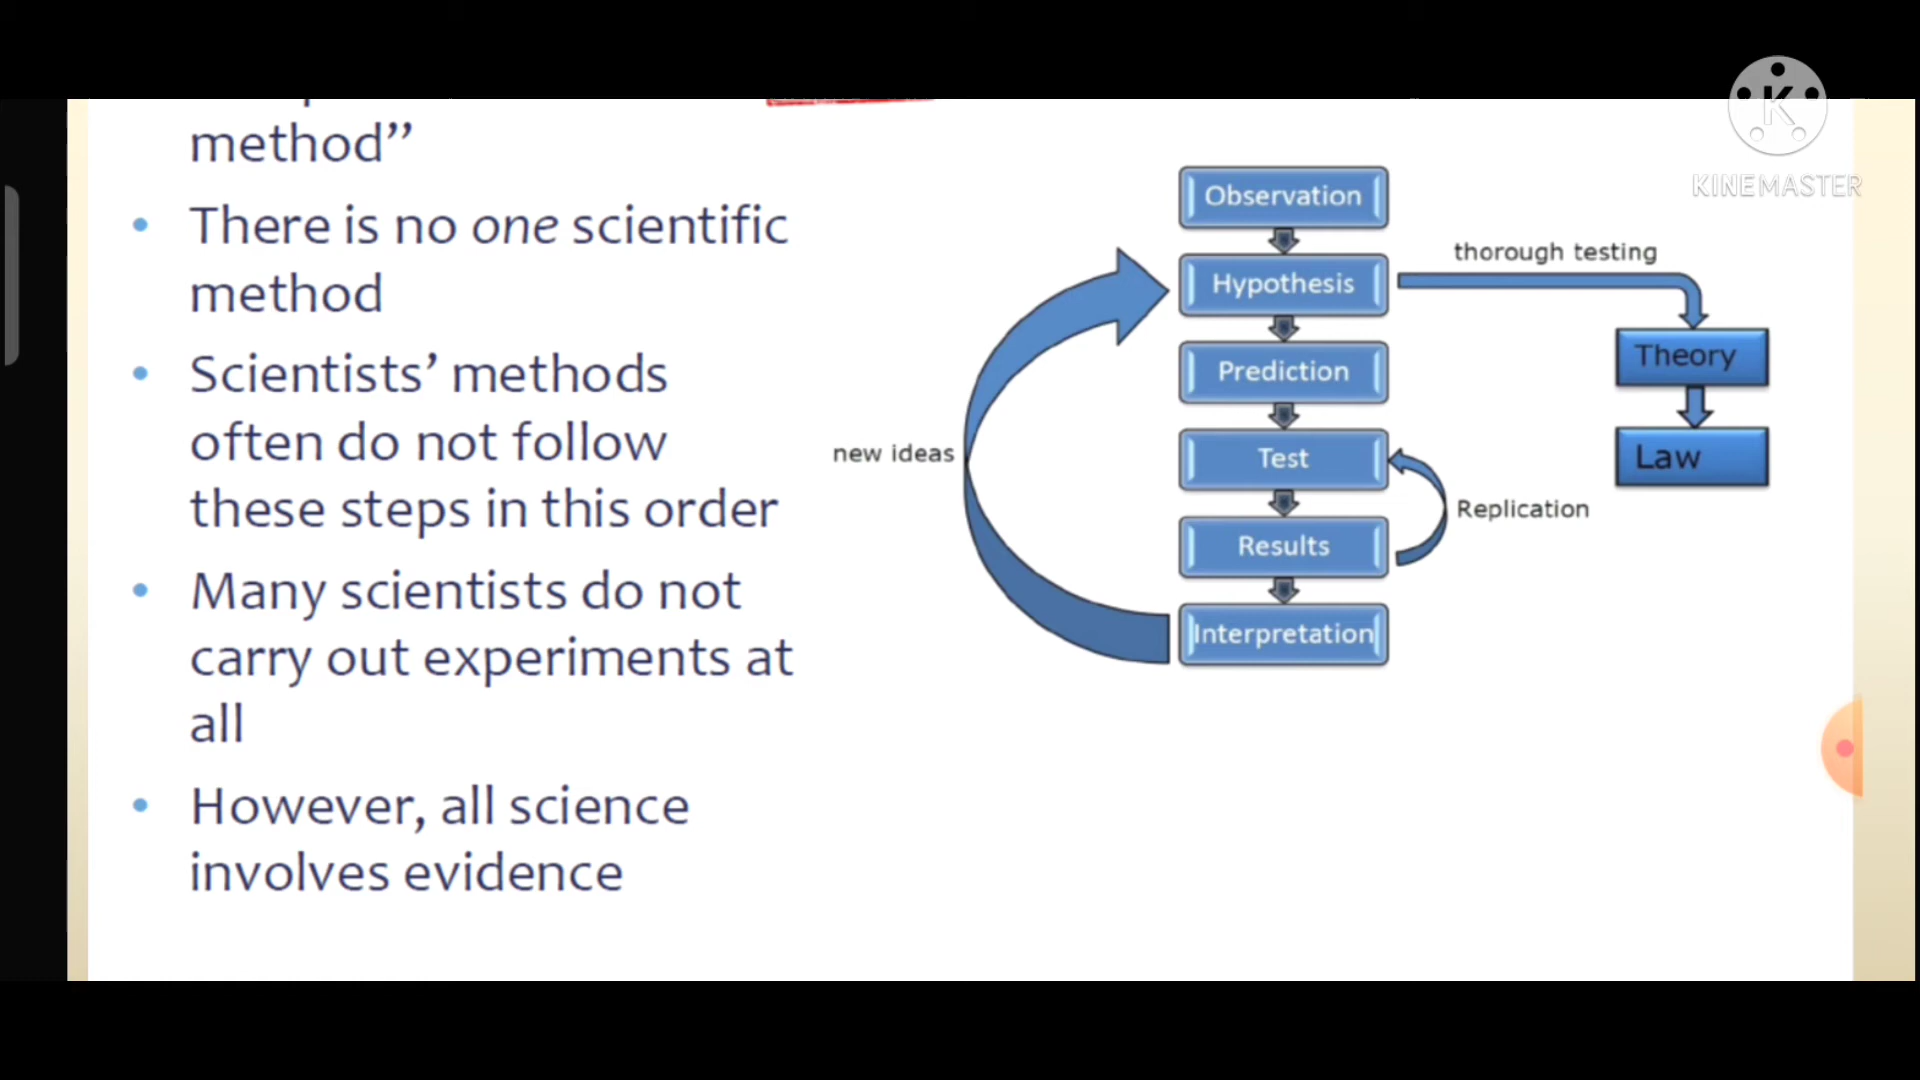 method”
• There is no one scientific
method
• Scientists’ methods
often do not follow
these steps in this order
• Many scientists do not
carry out experiments at
all
• However, all science
involves evidence
Observation
Hypothesis
Prediction
Test
Results
Interpretation
new ideas
thorough testing
Theory
Law
Replication
K
KINEMASTER